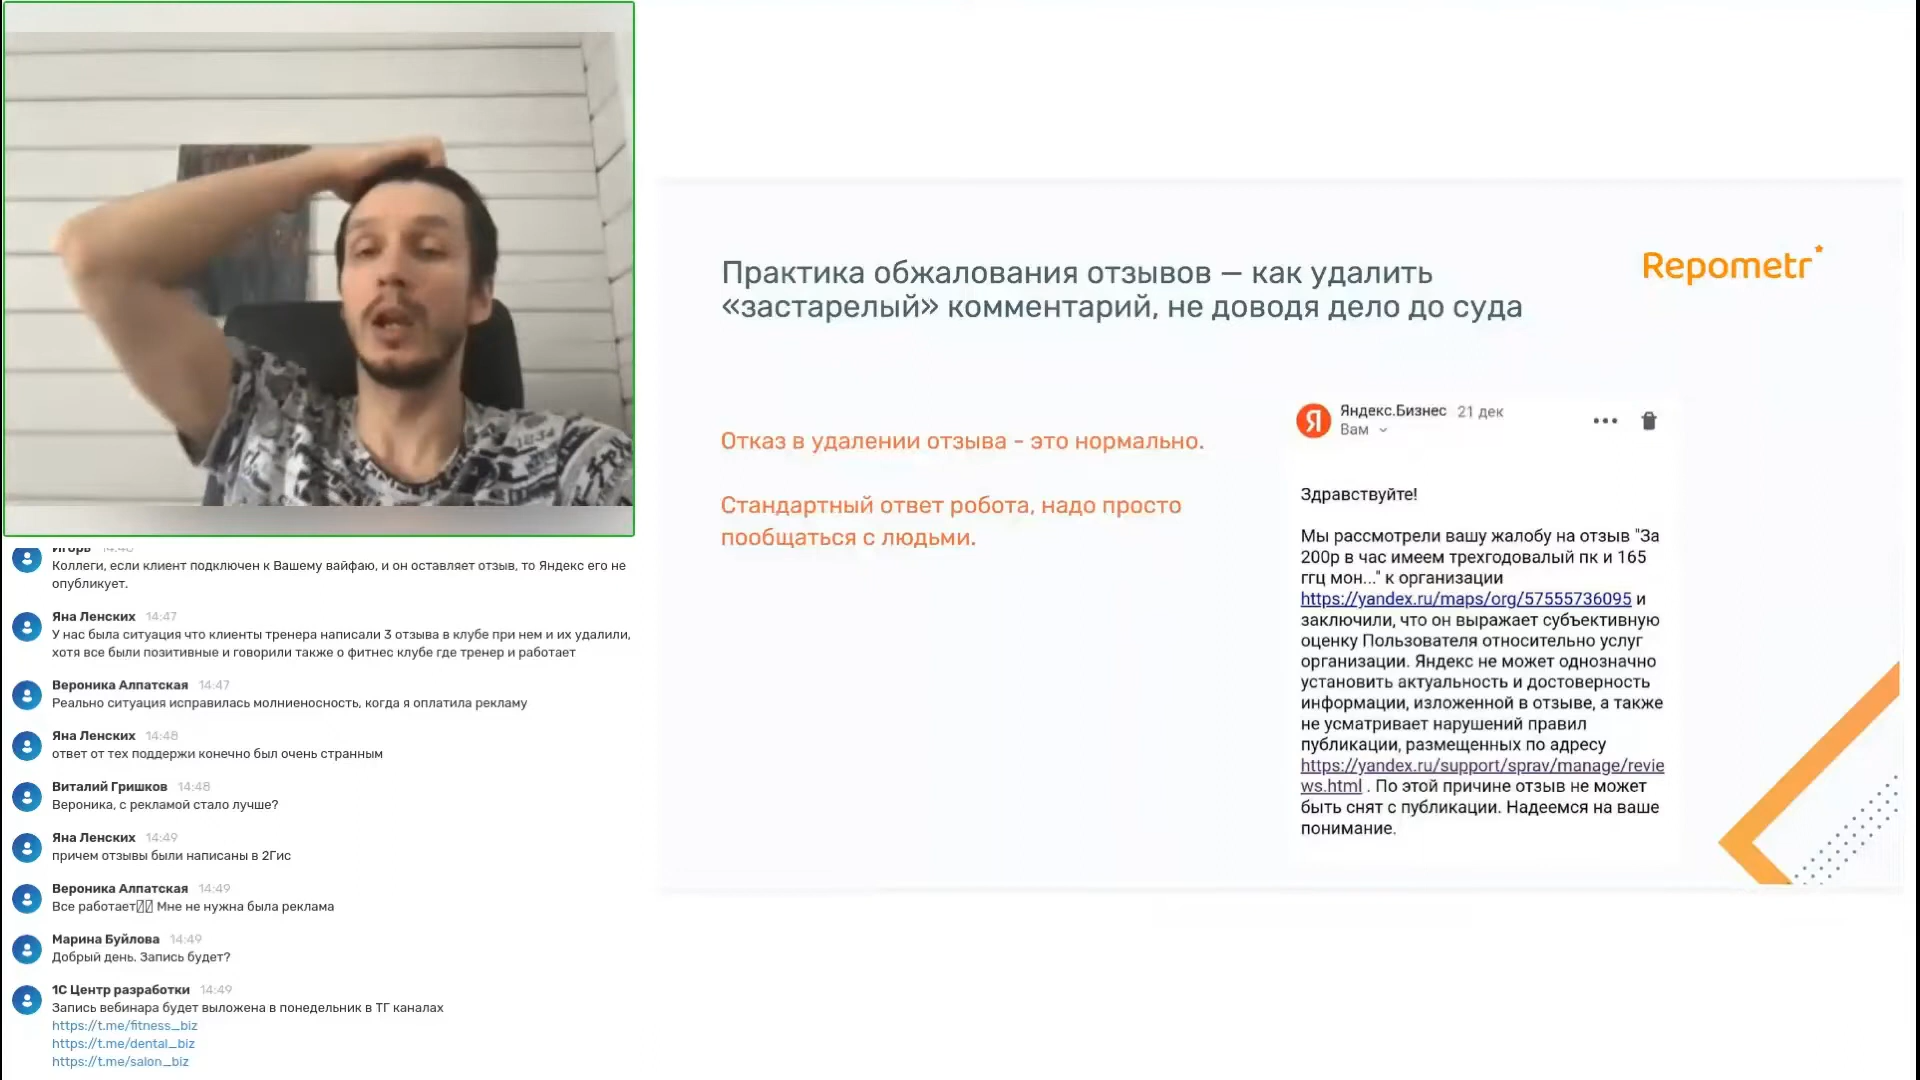 Игорь 14:46
Коллеги, если клиент подключен к Вашему вайфаю, и он оставляет отзыв, то Яндекс его не
опубликует.
Яна Ленских 14:47
У нас была ситуация что клиенты тренера написали 3 отзыва в клубе при нем и их удалили,
хотя все были позитивные и говорили также о фитнес клубе где тренер и работает
Вероника Алпатская 14:47
Реально ситуация исправилась молниеносность, когда я оплатила рекламу
Яна Ленских 14:48
ответ от тех поддержи конечно был очень странным
Виталий Гришков 14:48
Вероника, с рекламой стало лучше?
Яна Ленских 14:49
причем отзывы были написаны в 2Гис
Вероника Алпатская 14:49
Все работает Мне не нужна была реклама
Марина Буйлова 14:49
Добрый день. Запись будет?
1С Центр разработки 14:49
Запись вебинара будет выложена в понедельник в ТГ каналах
https://t.me/fitness_biz
https://t.me/dental_biz
https://t.me/salon_biz
Практика обжалования отзывов — как удалить
«застарелый» комментарий, не доводя дело до суда
Repometr
Отказ в удалении отзыва - это нормально.
Стандартный ответ робота, надо просто
пообщаться с людьми.
Я
Яндекс.Бизнес 21 дек
Вам
Здравствуйте!
Мы рассмотрели вашу жалобу на отзыв "За
200р в час имеем трехгодовалый пк и 165
ггц мон..." к организации
https://yandex.ru/maps/org/57555736095 и
заключили, что он выражает субъективную
оценку Пользователя относительно услуг
организации. Яндекс не может однозначно
установить актуальность и достоверность
информации, изложенной в отзыве, а также
не усматривает нарушений правил
публикации, размещенных по адресу
https://yandex.ru/support/sprav/manage/revie
ws.html . По этой причине отзыв не может
быть снят с публикации. Надеемся на ваше
понимание.